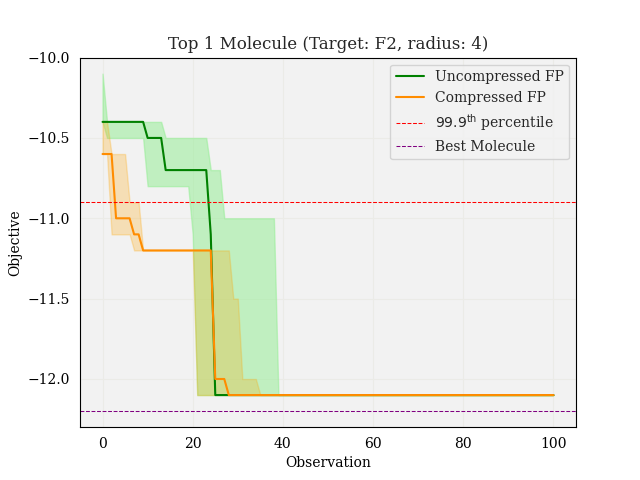 Top 1 Molecule (Target: F2, radius: 4)
Uncompressed FP
Compressed FP
99.9th percentile
Best Molecule
Objective
−10.0
−10.5
−11.0
−11.5
−12.0
0 20 40 60 80 100
Observation